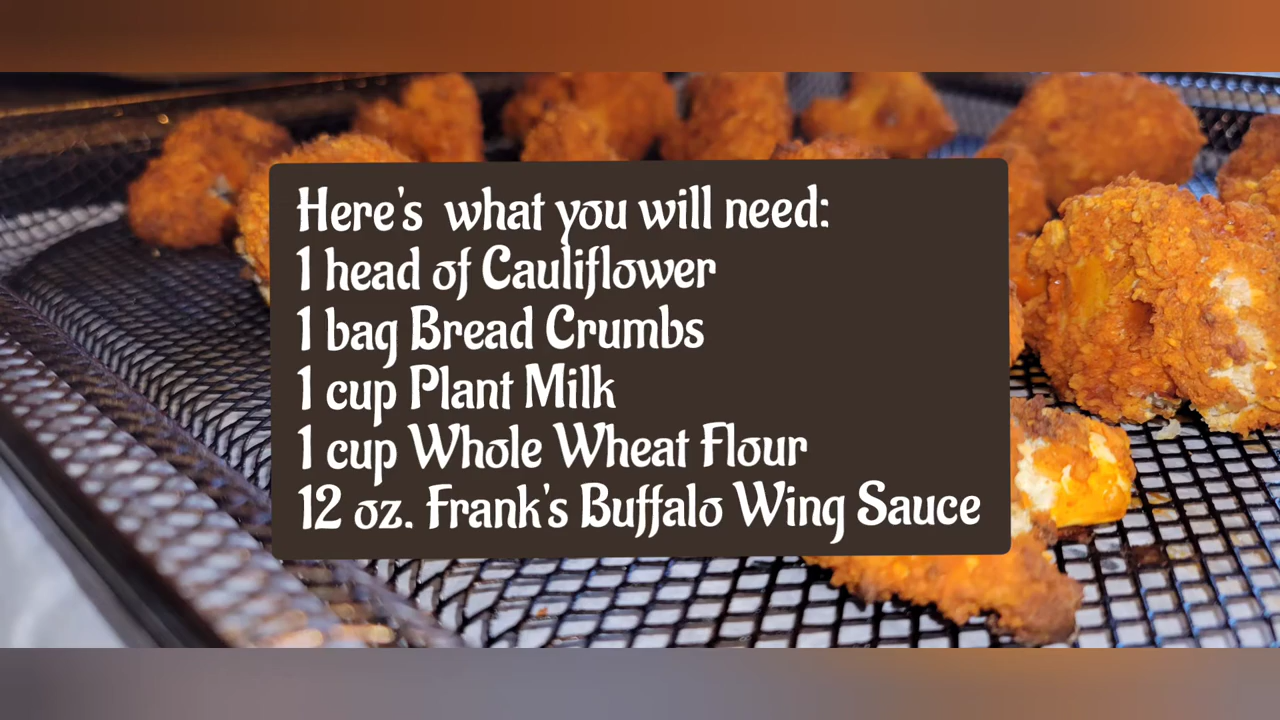 Here's what you will need:
1 head of Cauliflower
1 bag Bread Crumbs
1 cup Plant Milk
1 cup Whole Wheat Flour
12 oz. Frank's Buffalo Wing Sauce